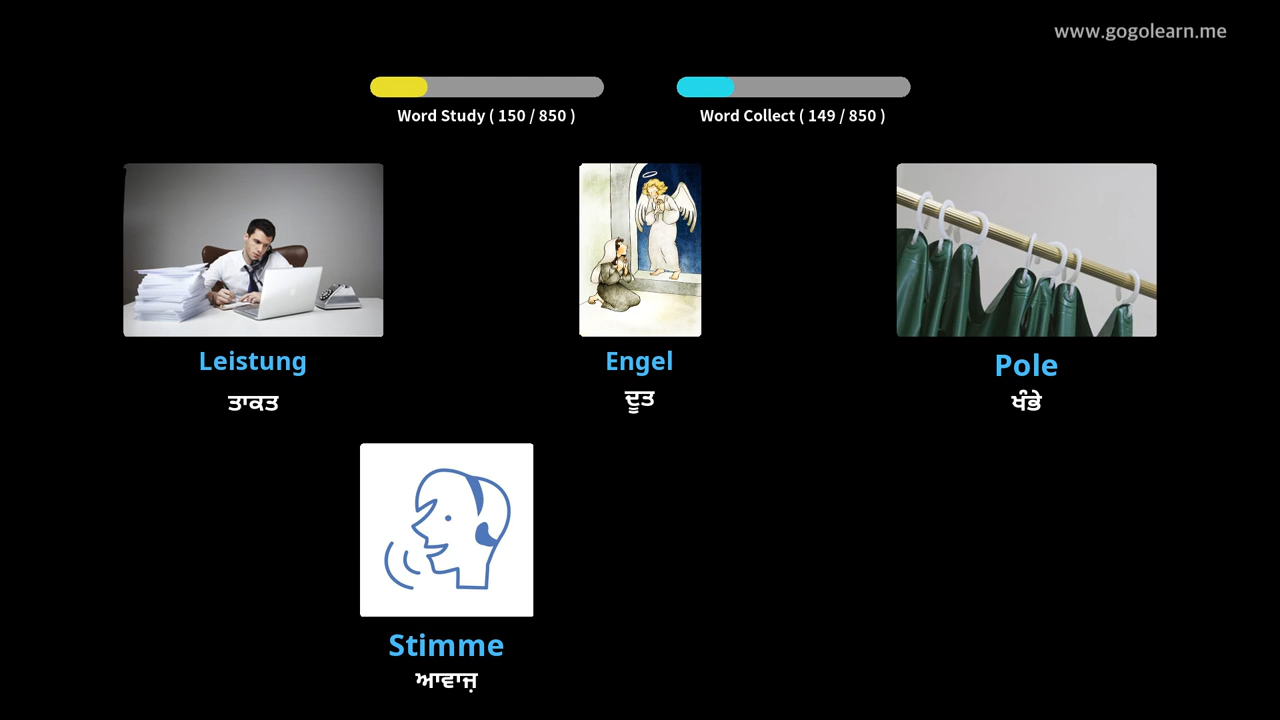 www.gogolearn.me
Word Study ( 150 / 850 )
Word Collect ( 149 / 850 )
Leistung
ਤਾਕਤ
Engel
ਦੂਤ
Pole
ਖੰਭੇ
Stimme
ਆਵਾਜ਼